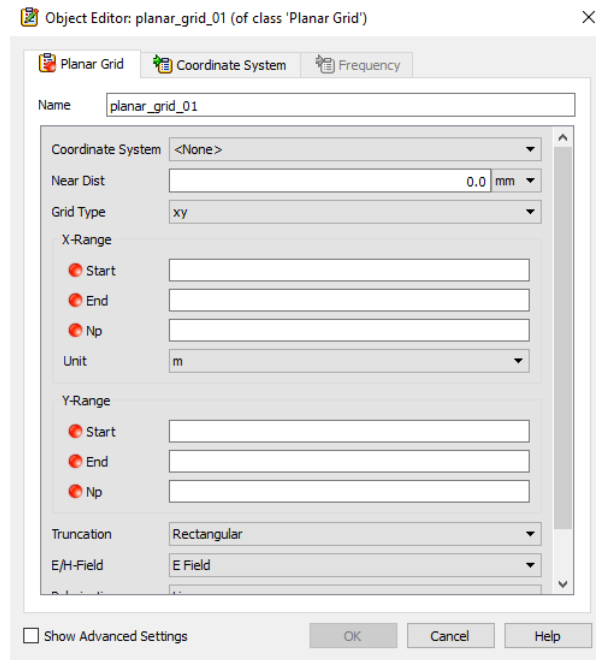 Object Editor: planar_grid_01 (of class 'Planar Grid')
Planar Grid Coordinate System Frequency
Name planar_grid_01
Coordinate System <None>
Near Dist 0.0 mm
Grid Type xy
X-Range
Start
End
Np
Unit m
Y-Range
Start
End
Np
Truncation Rectangular
E/H-Field E Field
Show Advanced Settings OK Cancel Help